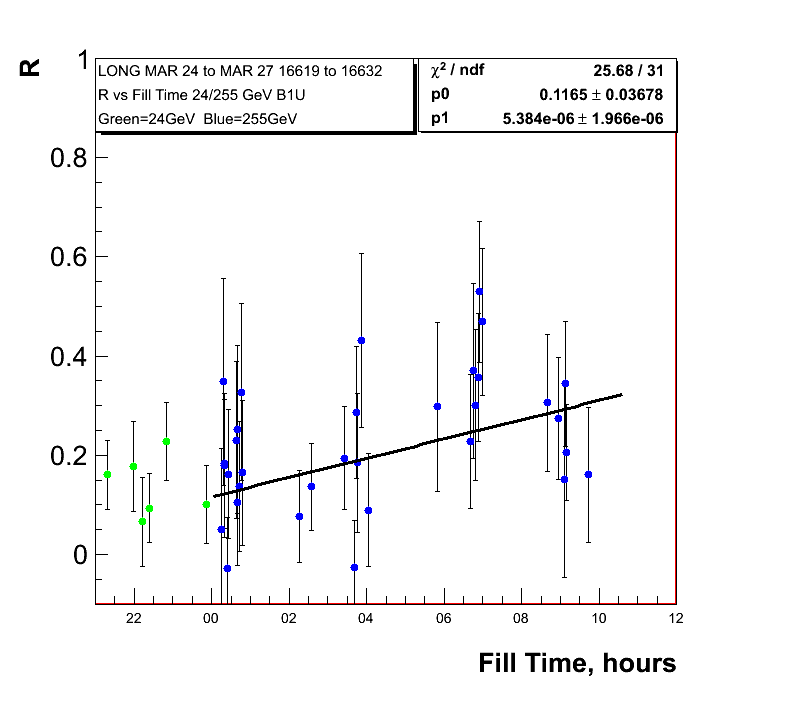 R
1
LONG MAR 24 to MAR 27 16619 to 16632
R vs Fill Time 24/255 GeV B1U
Green=24GeV Blue=255GeV
χ² / ndf 25.68 / 31
p0 0.1165 ± 0.03678
p1 5.384e-06 ± 1.966e-06
0.8
0.6
0.4
0.2
0
22 00 02 04 06 08 10 12
Fill Time, hours